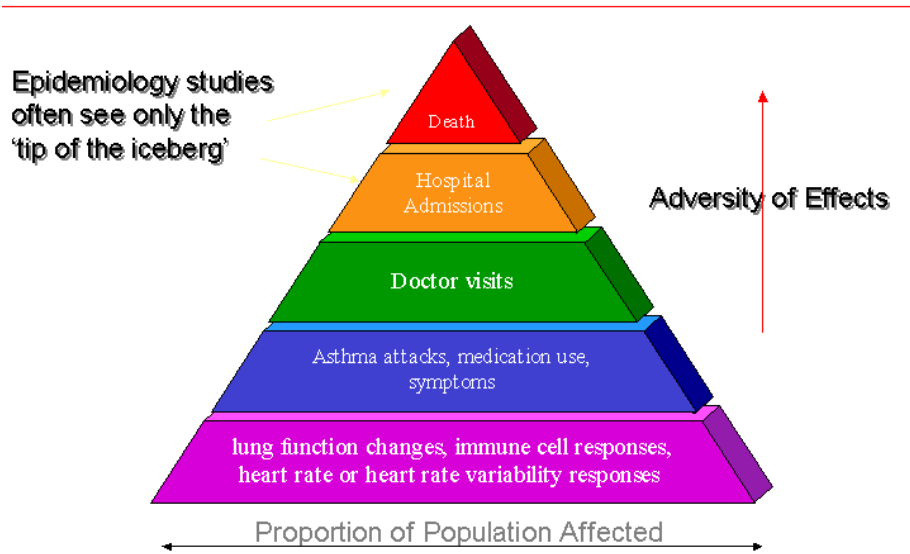 Epidemiology studies
often see only the
'tip of the iceberg'
Death
Hospital
Admissions
Adversity of Effects
Doctor visits
Asthma attacks, medication use,
symptoms
lung function changes, immune cell responses,
heart rate or heart rate variability responses
Proportion of Population Affected